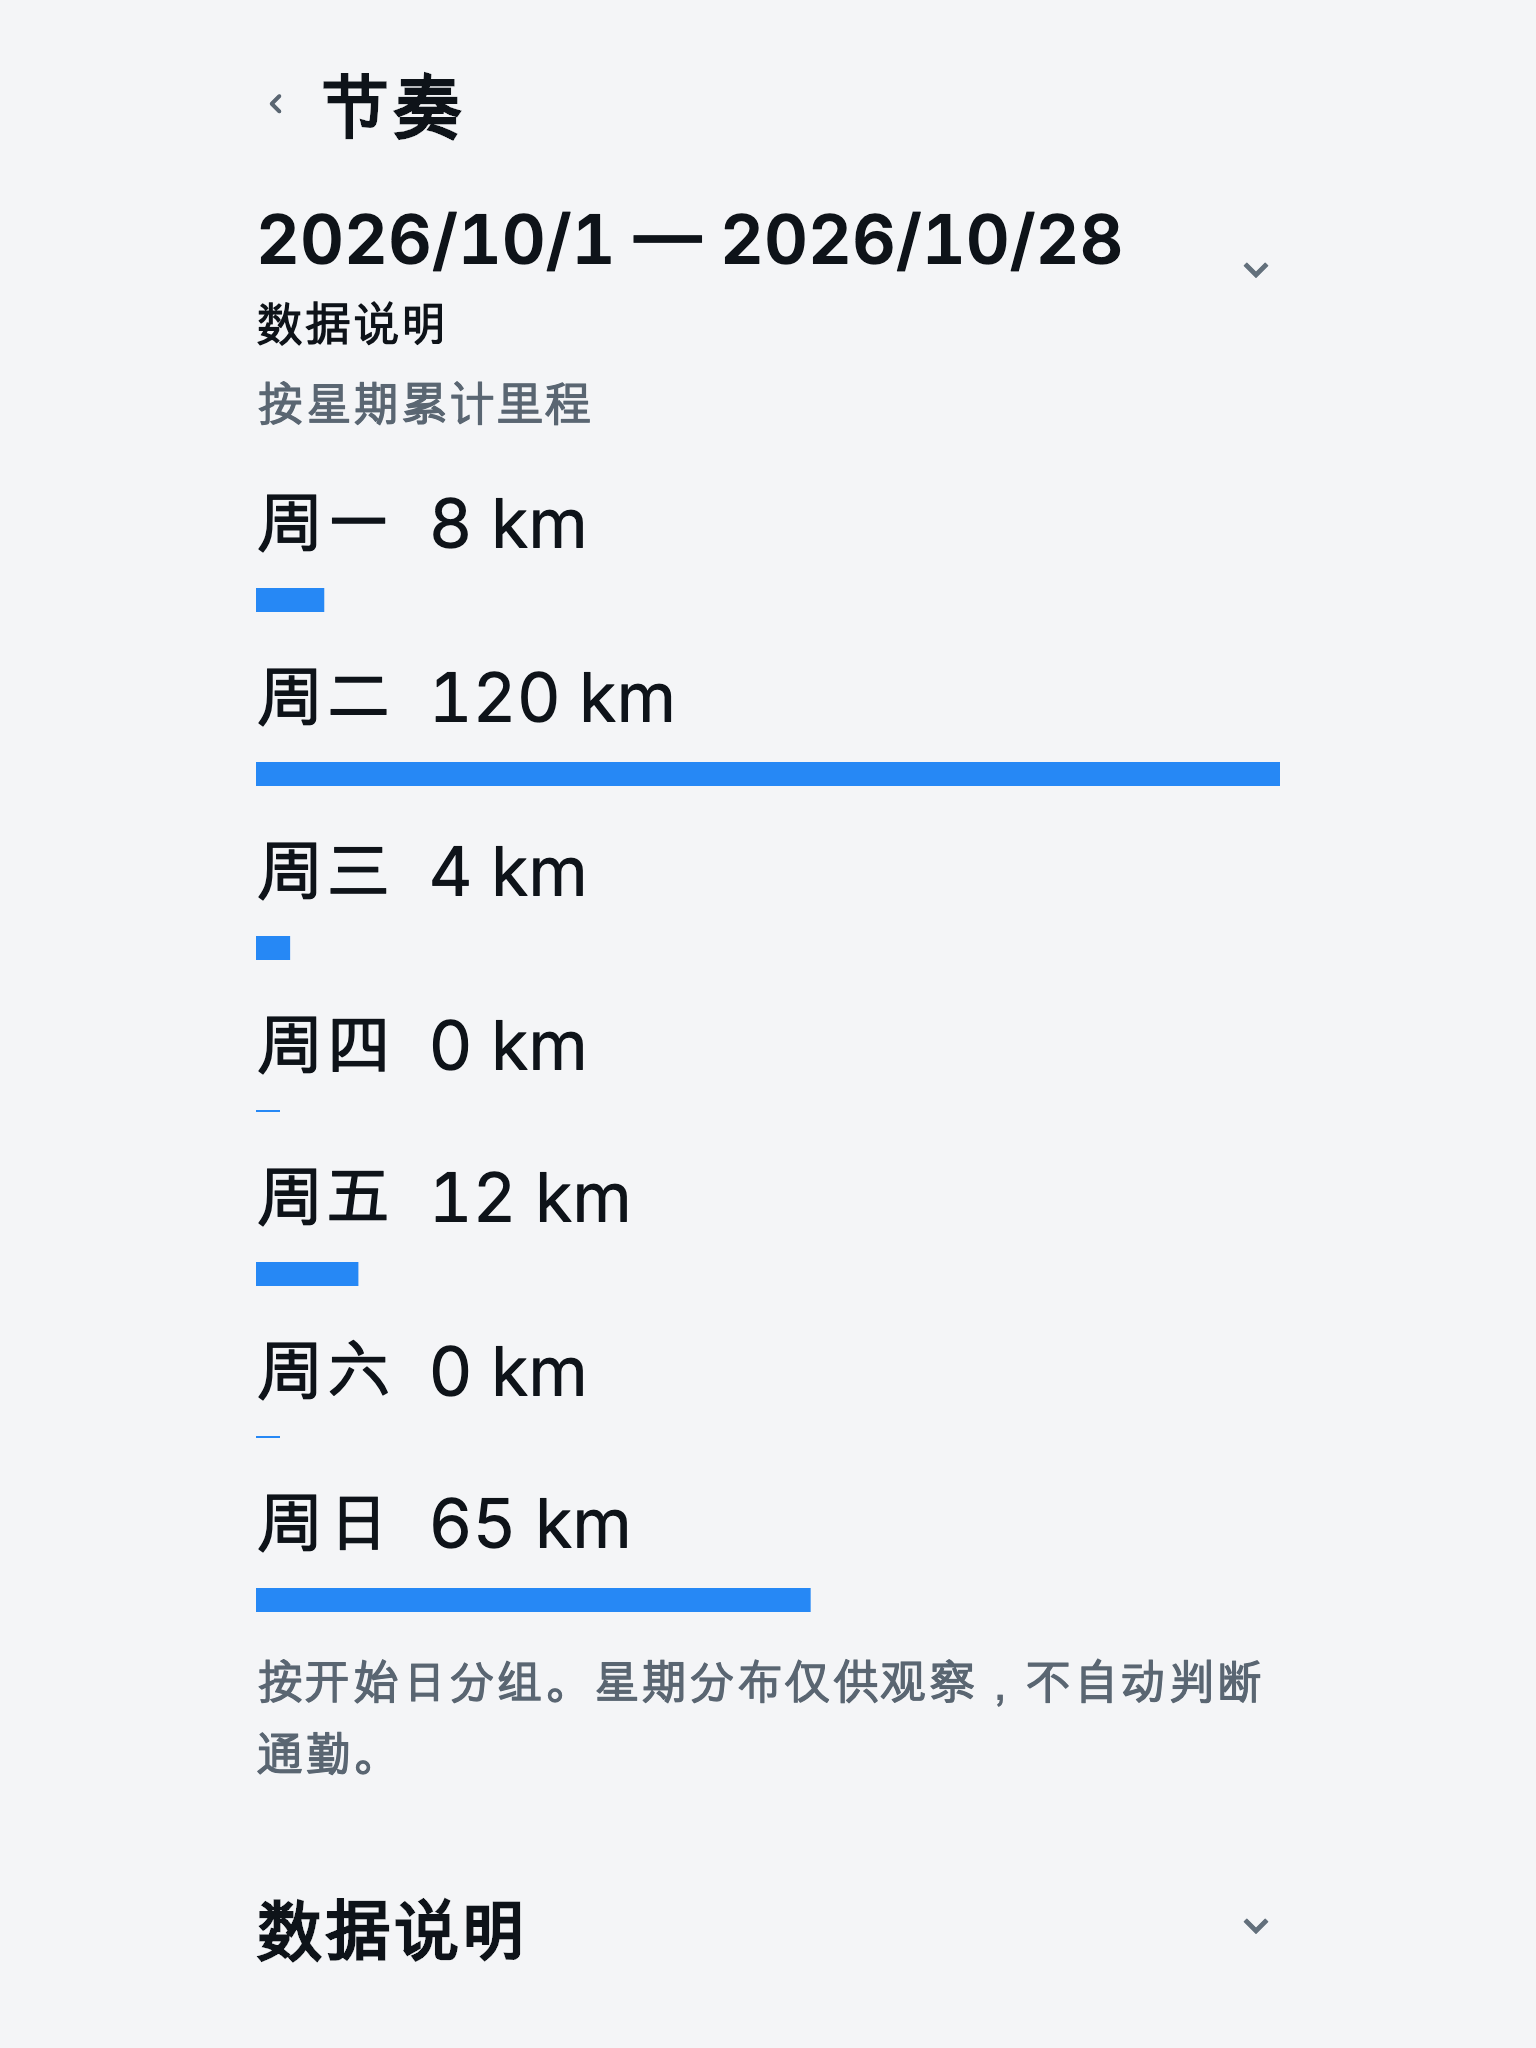 节奏
2026/10/1 — 2026/10/28
数据说明
按星期累计里程
周一 8 km
周二 120 km
周三 4 km
周四 0 km
周五 12 km
周六 0 km
周日 65 km
按开始日分组。星期分布仅供观察，不自动判断
通勤。
数据说明